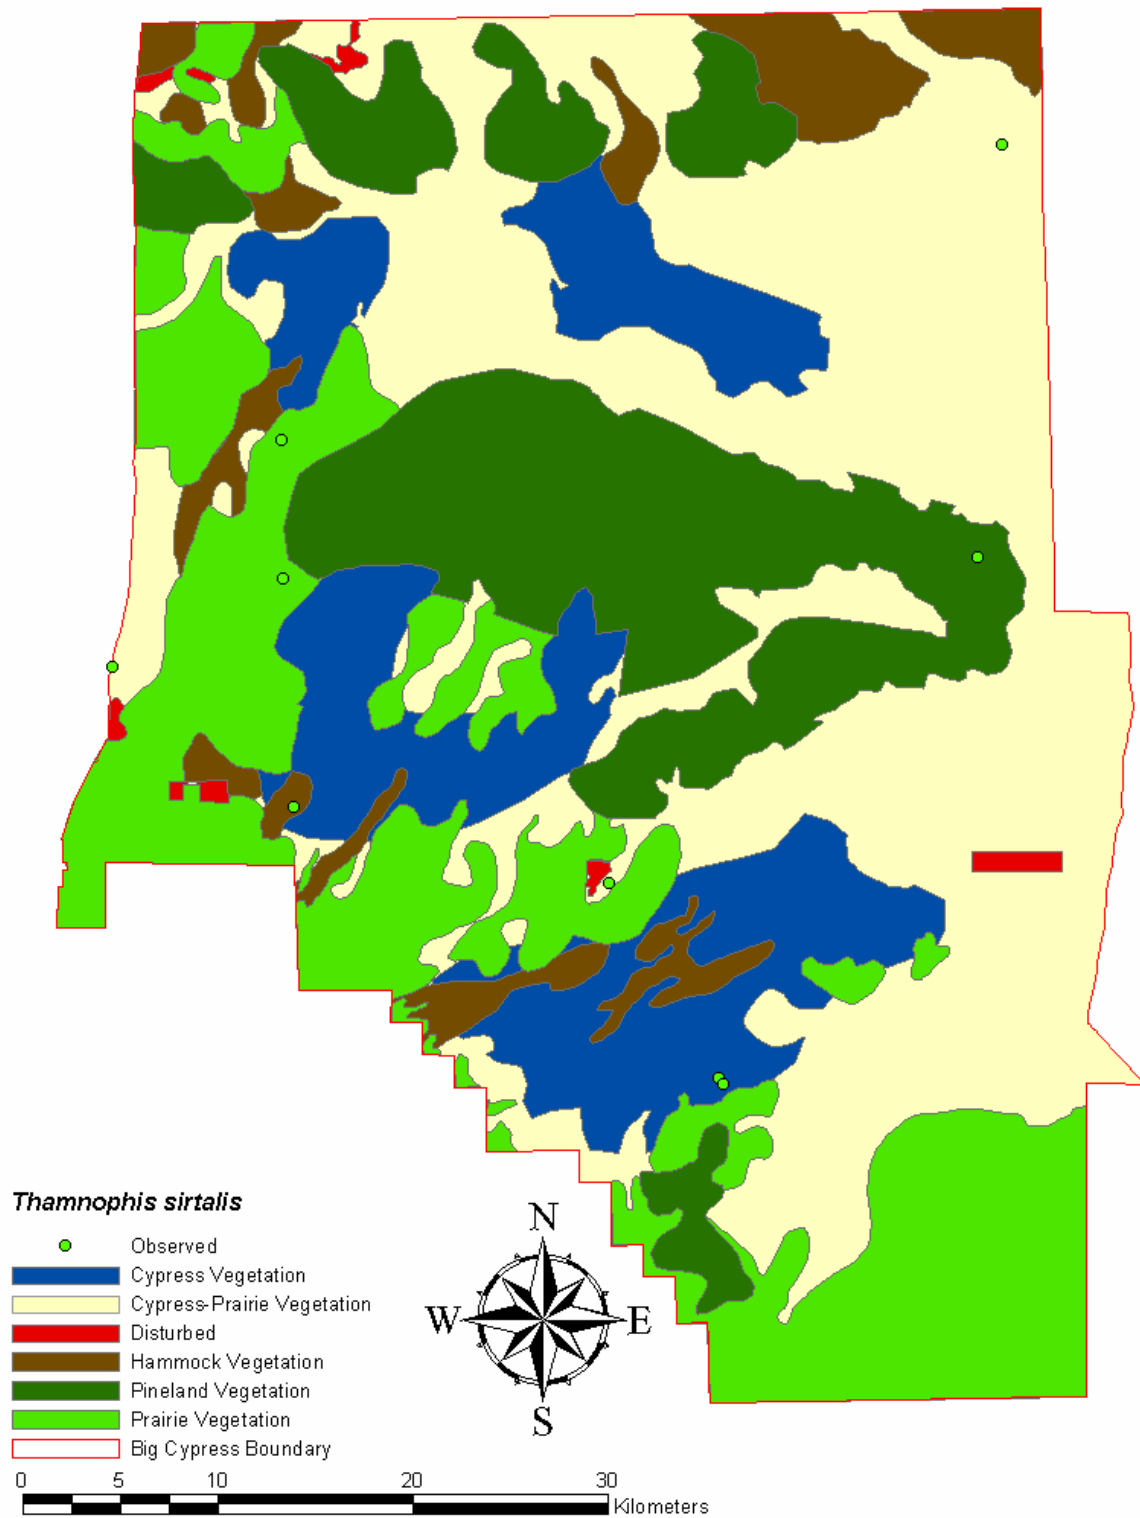 Thamnophis sirtalis
Observed
Cypress Vegetation
Cypress-Prairie Vegetation
Disturbed
Hammock Vegetation
Pineland Vegetation
Prairie Vegetation
Big Cypress Boundary
N
W E
S
0 5 10 20 30
Kilometers